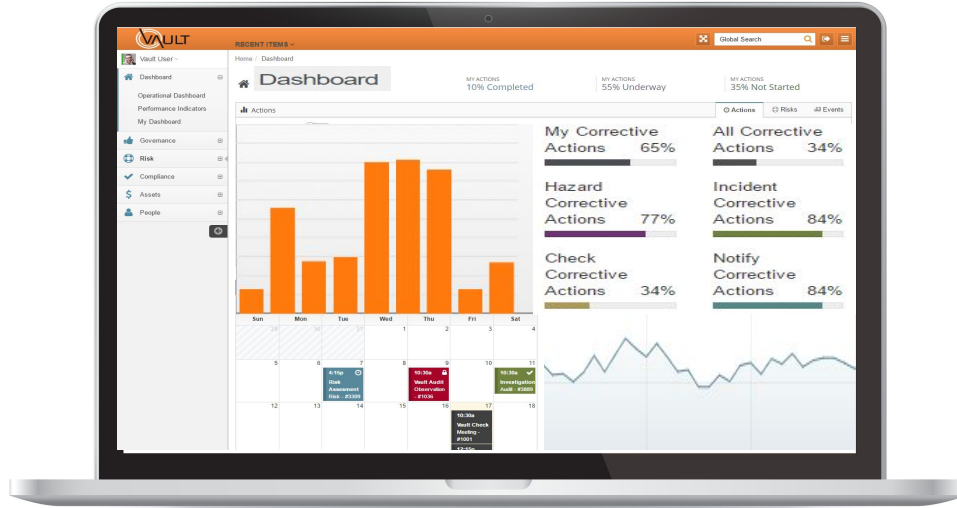 VAULT
RECENT ITEMS
Global Search
Vault User
Home / Dashboard
Dashboard
Operational Dashboard
Performance Indicators
My Dashboard
Governance
Risk
Compliance
$ Assets
People
Dashboard
MY ACTIONS
10% Completed
MY ACTIONS
55% Underway
MY ACTIONS
35% Not Started
Actions
Actions
Risks
Events
My Corrective
Actions 65%
All Corrective
Actions 34%
Hazard
Corrective
Actions 77%
Incident
Corrective
Actions 84%
Check
Corrective
Actions 34%
Notify
Corrective
Actions 84%
Sun Mon Tue Wed Thu Fri Sat
29 30 31 1 2 3 4
5 6 7 8 9 10 11
4:15p
Risk
Assessment
Risk - #3309
10:30a
Vault Audit
Observation
- #1036
10:30a
Investigation
Audit - #3889
12 13 14 15 16 17 18
10:30a
Vault Check
Meeting -
#1001